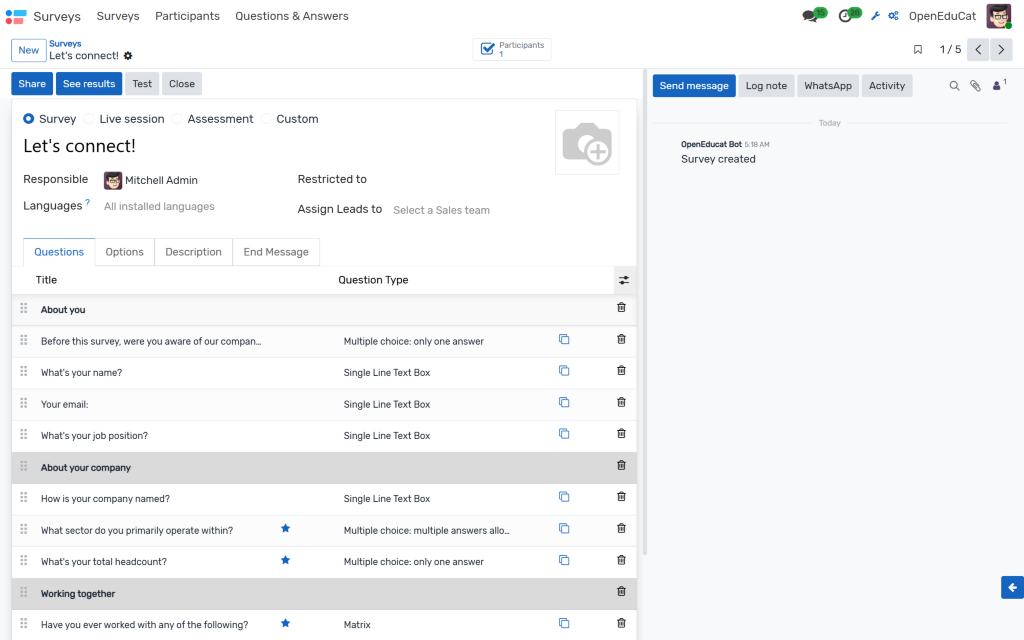 Surveys
Surveys
Participants
Questions & Answers
15
28
OpenEduCat
New
Surveys
Let's connect!
Participants
1
1 / 5
Share
See results
Test
Close
Send message
Log note
WhatsApp
Activity
1
Survey
Live session
Assessment
Custom
Today
Let's connect!
OpenEducat Bot 5:18 AM
Survey created
Responsible
Mitchell Admin
Restricted to
Languages ?
All installed languages
Assign Leads to
Select a Sales team
Questions
Options
Description
End Message
Title
Question Type
About you
Before this survey, were you aware of our compan...
Multiple choice: only one answer
What's your name?
Single Line Text Box
Your email:
Single Line Text Box
What's your job position?
Single Line Text Box
About your company
How is your company named?
Single Line Text Box
What sector do you primarily operate within?
Multiple choice: multiple answers allo...
What's your total headcount?
Multiple choice: only one answer
Working together
Have you ever worked with any of the following?
Matrix